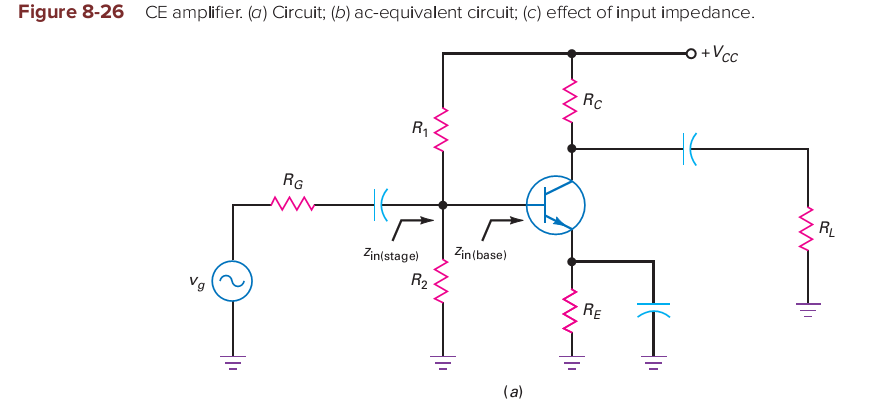 Figure 8-26 CE amplifier. (a) Circuit; (b) ac-equivalent circuit; (c) effect of input impedance.
+VCC
RC
R1
RG
zin(stage)
zin(base)
RL
vg
R2
RE
(a)